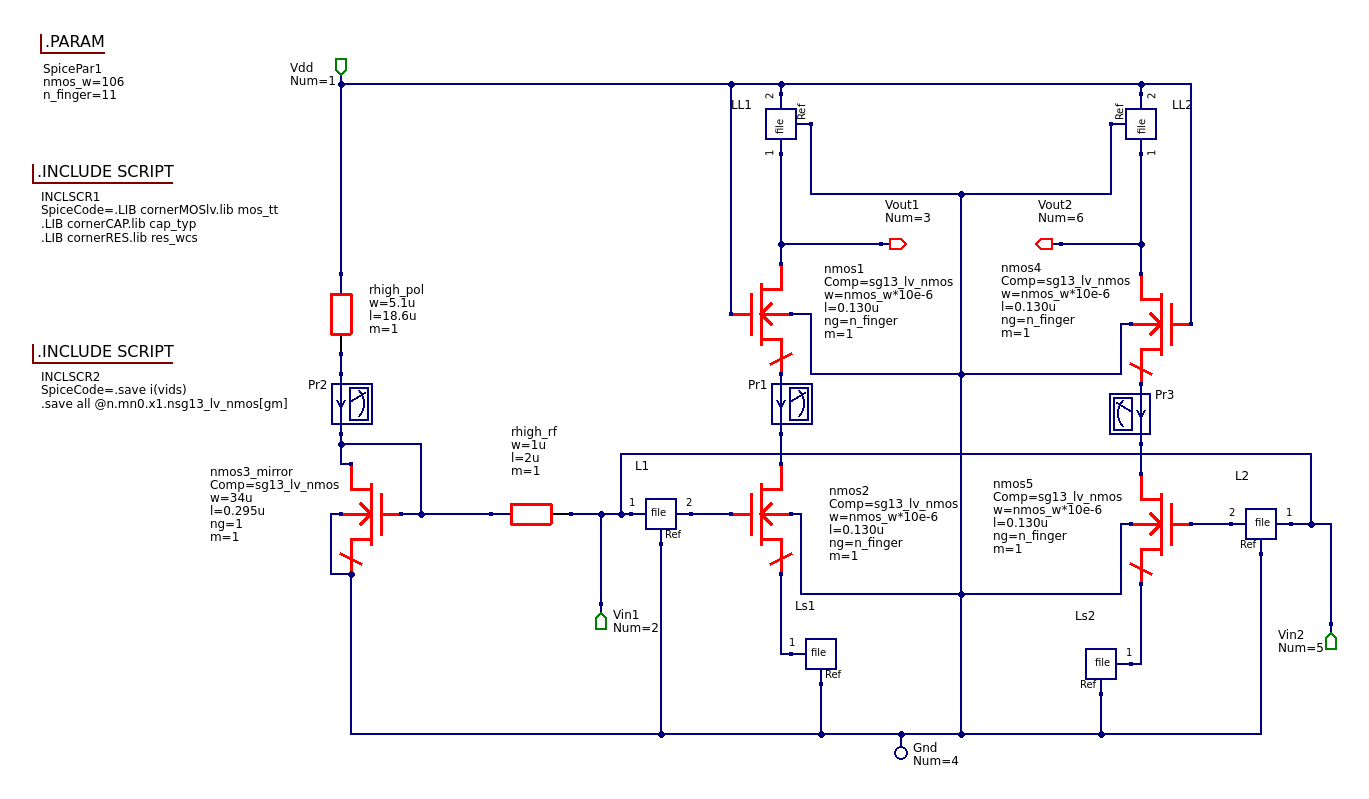 .PARAM
SpicePar1
nmos_w=106
n_finger=11
.INCLUDE SCRIPT
INCLSCR1
SpiceCode=.LIB cornerMOSlv.lib mos_tt
.LIB cornerCAP.lib cap_typ
.LIB cornerRES.lib res_wcs
.INCLUDE SCRIPT
INCLSCR2
SpiceCode=.save i(vids)
.save all @n.mn0.x1.nsg13_lv_nmos[gm]
Vdd
Num=1
rhigh_pol
w=5.1u
l=18.6u
m=1
Pr2
nmos3_mirror
Comp=sg13_lv_nmos
w=34u
l=0.295u
ng=1
m=1
rhigh_rf
w=1u
l=2u
m=1
Vin1
Num=2
L1
1
file
2
Ref
LL1
2
Ref
file
1
Vout1
Num=3
nmos1
Comp=sg13_lv_nmos
w=nmos_w*10e-6
l=0.130u
ng=n_finger
m=1
Pr1
nmos2
Comp=sg13_lv_nmos
w=nmos_w*10e-6
l=0.130u
ng=n_finger
m=1
Ls1
1
file
Ref
LL2
2
Ref
file
1
Vout2
Num=6
nmos4
Comp=sg13_lv_nmos
w=nmos_w*10e-6
l=0.130u
ng=n_finger
m=1
Pr3
nmos5
Comp=sg13_lv_nmos
w=nmos_w*10e-6
l=0.130u
ng=n_finger
m=1
L2
2
file
1
Ref
Ls2
file
1
Ref
Vin2
Num=5
Gnd
Num=4